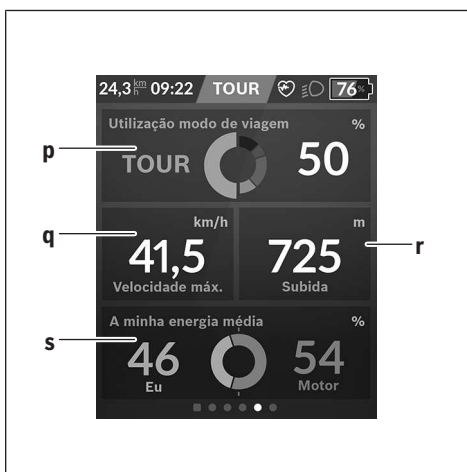 24,3 km/h 09:22 TOUR 76%
Utilização modo de viagem %
p
TOUR 50
q
km/h
41,5
Velocidade máx.
m
725
Subida
r
A minha energia média %
s
46 54
Eu Motor